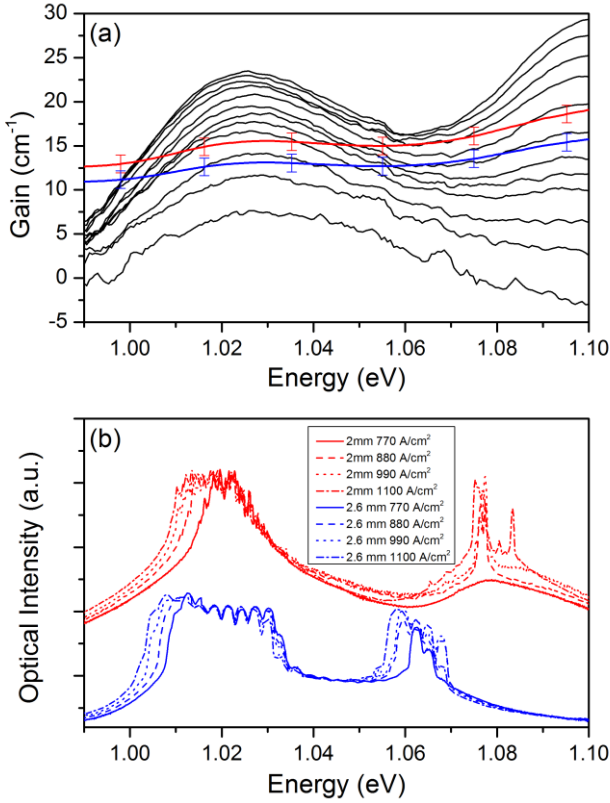 (a)
30
25
20
15
10
5
0
-5
Gain (cm⁻¹)
1.00 1.02 1.04 1.06 1.08 1.10
Energy (eV)
(b)
2mm 770 A/cm²
2mm 880 A/cm²
2mm 990 A/cm²
2mm 1100 A/cm²
2.6 mm 770 A/cm²
2.6 mm 880 A/cm²
2.6 mm 990 A/cm²
2.6 mm 1100 A/cm²
Optical Intensity (a.u.)
1.00 1.02 1.04 1.06 1.08 1.10
Energy (eV)